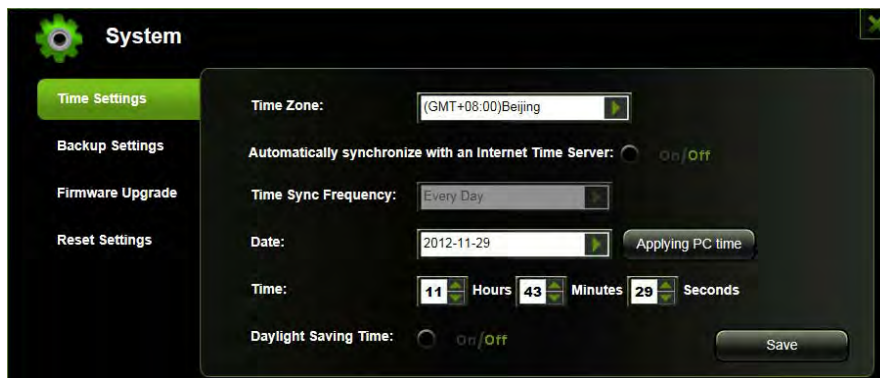 System
Time Settings
Backup Settings
Firmware Upgrade
Reset Settings
Time Zone: (GMT+08:00)Beijing
Automatically synchronize with an Internet Time Server: On/Off
Time Sync Frequency: Every Day
Date: 2012-11-29 Applying PC time
Time: 11 Hours 43 Minutes 29 Seconds
Daylight Saving Time: On/Off
Save